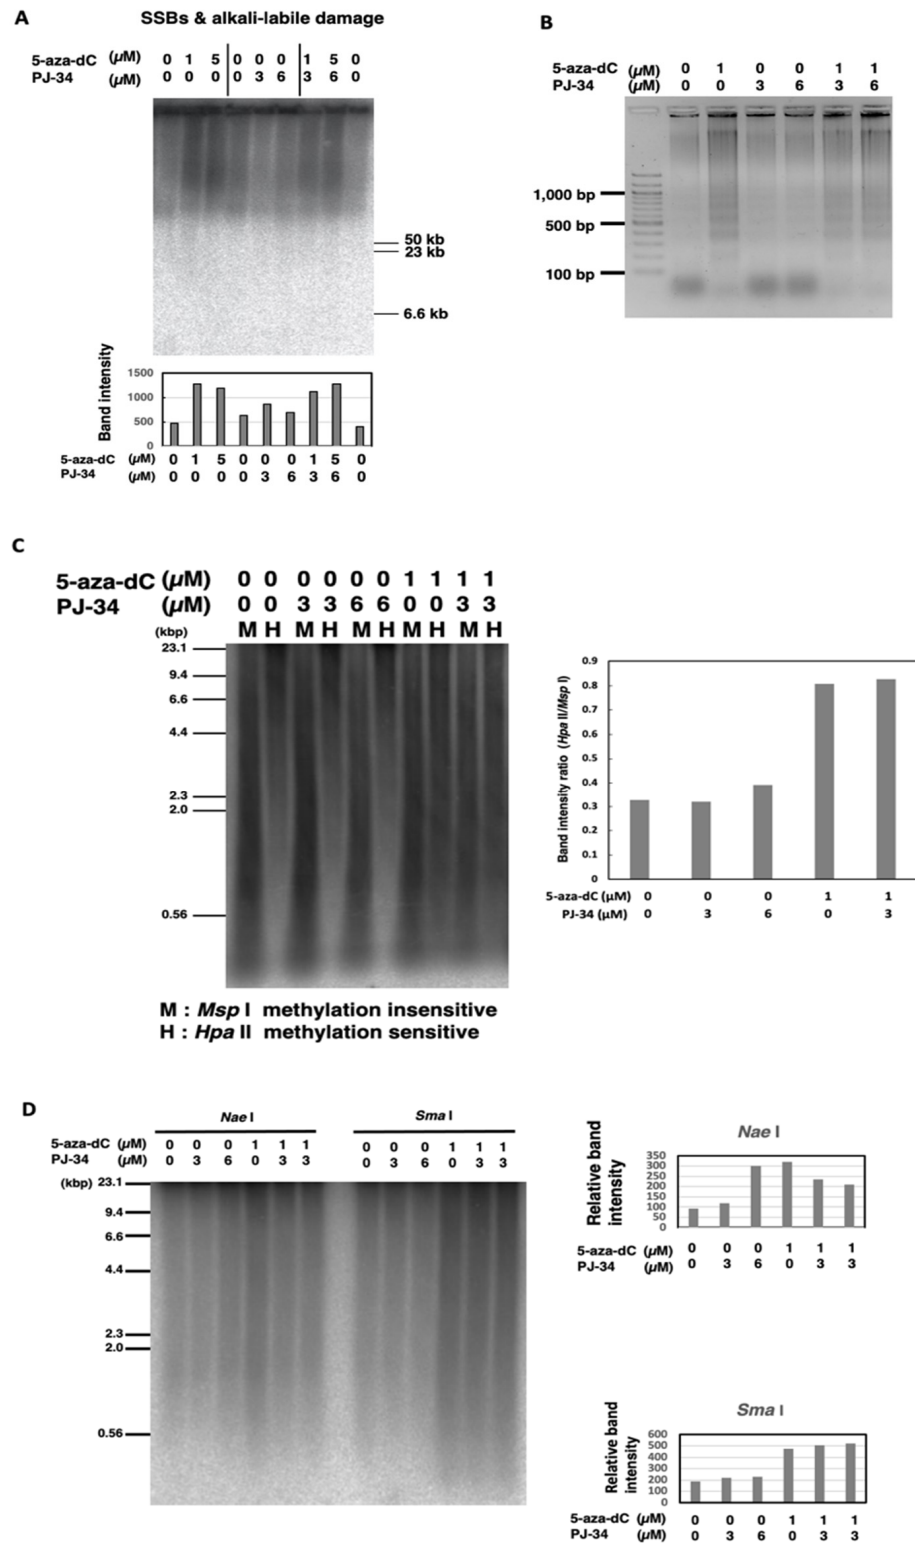 A
SSBs & alkali-labile damage
5-aza-dC (µM) 0 1 5 0 0 0 1 5 0
PJ-34 (µM) 0 0 0 0 3 6 3 6 0
50 kb
23 kb
6.6 kb
Band intensity
1500
1000
500
0
5-aza-dC (µM) 0 1 5 0 0 0 1 5 0
PJ-34 (µM) 0 0 0 0 3 6 3 6 0
B
5-aza-dC (µM) 0 1 0 0 1 1
PJ-34 (µM) 0 0 3 6 3 6
1,000 bp
500 bp
100 bp
C
5-aza-dC (µM) 0 0 0 0 0 0 1 1 1 1
PJ-34 (µM) 0 0 3 3 6 6 0 0 3 3
(kbp) M H M H M H M H M H
23.1
9.4
6.6
4.4
2.3
2.0
0.56
M : Msp I methylation insensitive
H : Hpa II methylation sensitive
Band intensity ratio (Hpa II/Msp I)
0.9
0.8
0.7
0.6
0.5
0.4
0.3
0.2
0.1
0
5-aza-dC (µM) 0 0 0 1 1
PJ-34 (µM) 0 3 6 0 3
D
Nae I Sma I
5-aza-dC (µM) 0 0 0 1 1 1 0 0 0 1 1 1
PJ-34 (µM) 0 3 6 0 3 3 0 3 6 0 3 3
(kbp) 23.1
9.4
6.6
4.4
2.3
2.0
0.56
Nae I
Relative band
intensity
350
300
250
200
150
100
50
0
5-aza-dC (µM) 0 0 0 1 1 1
PJ-34 (µM) 0 3 6 0 3 3
Sma I
Relative band
intensity
600
500
400
300
200
100
0
5-aza-dC (µM) 0 0 0 1 1 1
PJ-34 (µM) 0 3 6 0 3 3